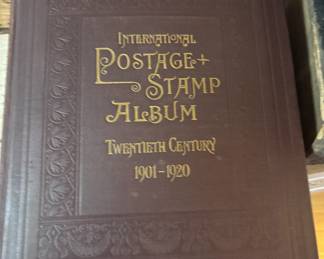 INTERNATIONAL
POSTAGE+
STAMP
ALBUM
TWENTIETH CENTURY
1901-1920